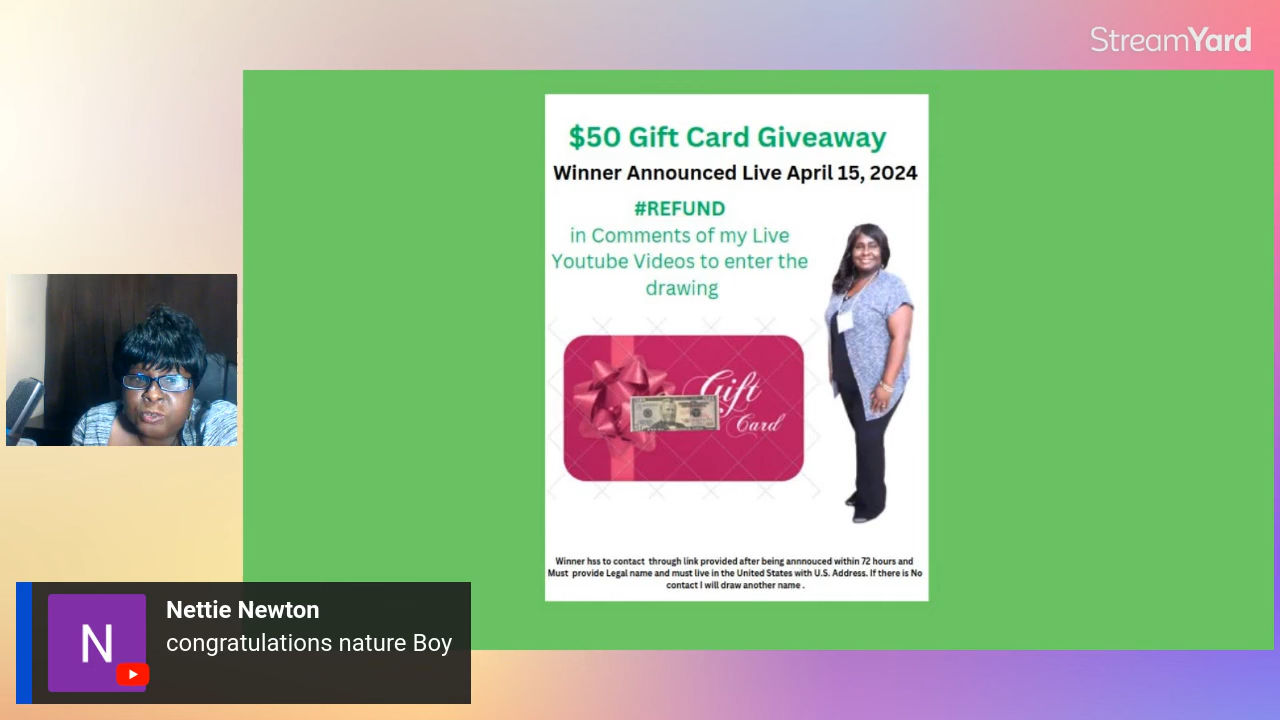 StreamYard
$50 Gift Card Giveaway
Winner Announced Live April 15, 2024
#REFUND
in Comments of my Live
Youtube Videos to enter the
drawing
Gift
Card
Winner hss to contact through link provided after being annnouced within 72 hours and
Must provide Legal name and must live in the United States with U.S. Address. If there is No
contact I will draw another name .
N
Nettie Newton
congratulations nature Boy